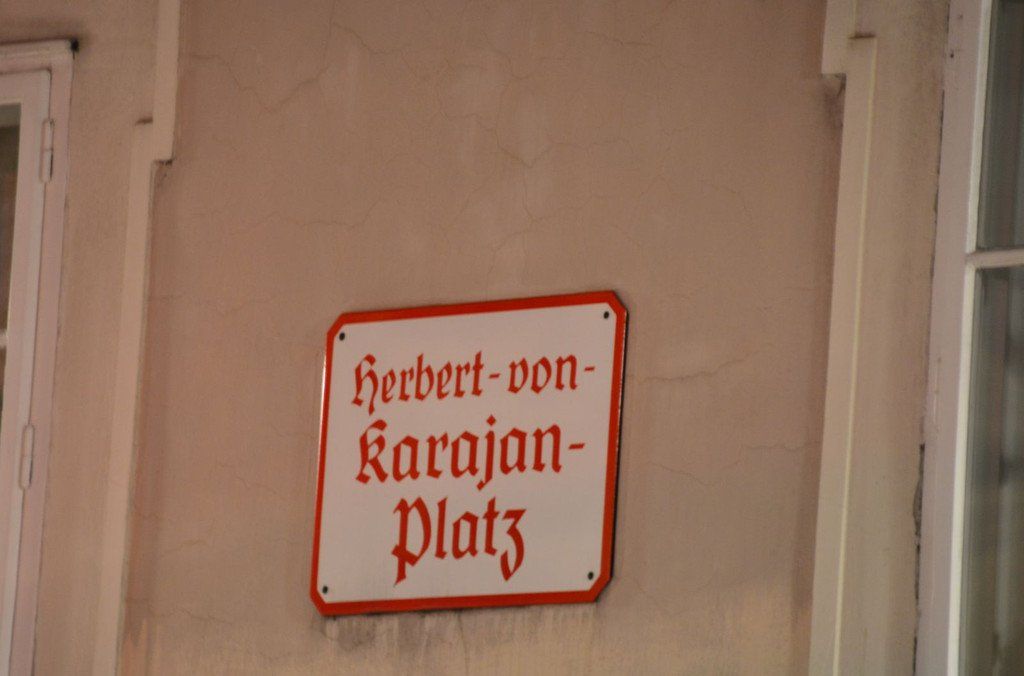 Herbert-von-
Karajan-
Platz